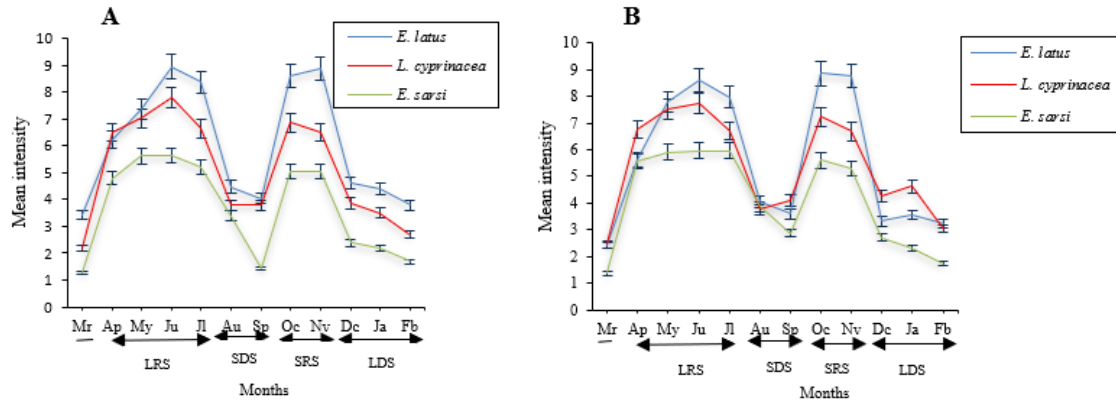 A
Mean intensity
10
9
8
7
6
5
4
3
2
1
0
E. latus
L. cyprinacea
E. sarsi
Mr Ap My Ju Jl Au Sp Oc Nv Dc Ja Fb
LRS SDS SRS LDS
Months
B
Mean intensity
10
9
8
7
6
5
4
3
2
1
0
E. latus
L. cyprinacea
E. sarsi
Mr Ap My Ju Jl Au Sp Oc Nv Dc Ja Fb
LRS SDS SRS LDS
Months